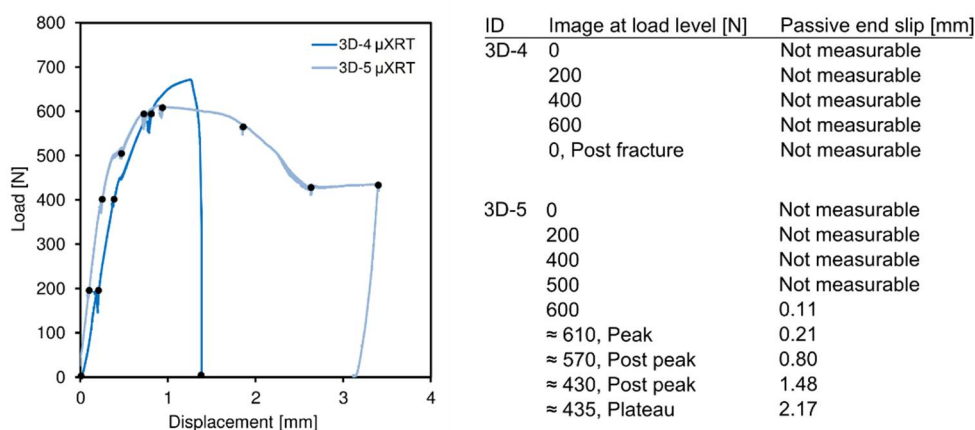 3D-4 μXRT
3D-5 μXRT
800
700
600
500
400
300
200
100
0
Load [N]
0 1 2 3 4
Displacement [mm]
ID Image at load level [N] Passive end slip [mm]
3D-4 0 Not measurable
200 Not measurable
400 Not measurable
600 Not measurable
0, Post fracture Not measurable
3D-5 0 Not measurable
200 Not measurable
400 Not measurable
500 Not measurable
600 0.11
≈ 610, Peak 0.21
≈ 570, Post peak 0.80
≈ 430, Post peak 1.48
≈ 435, Plateau 2.17